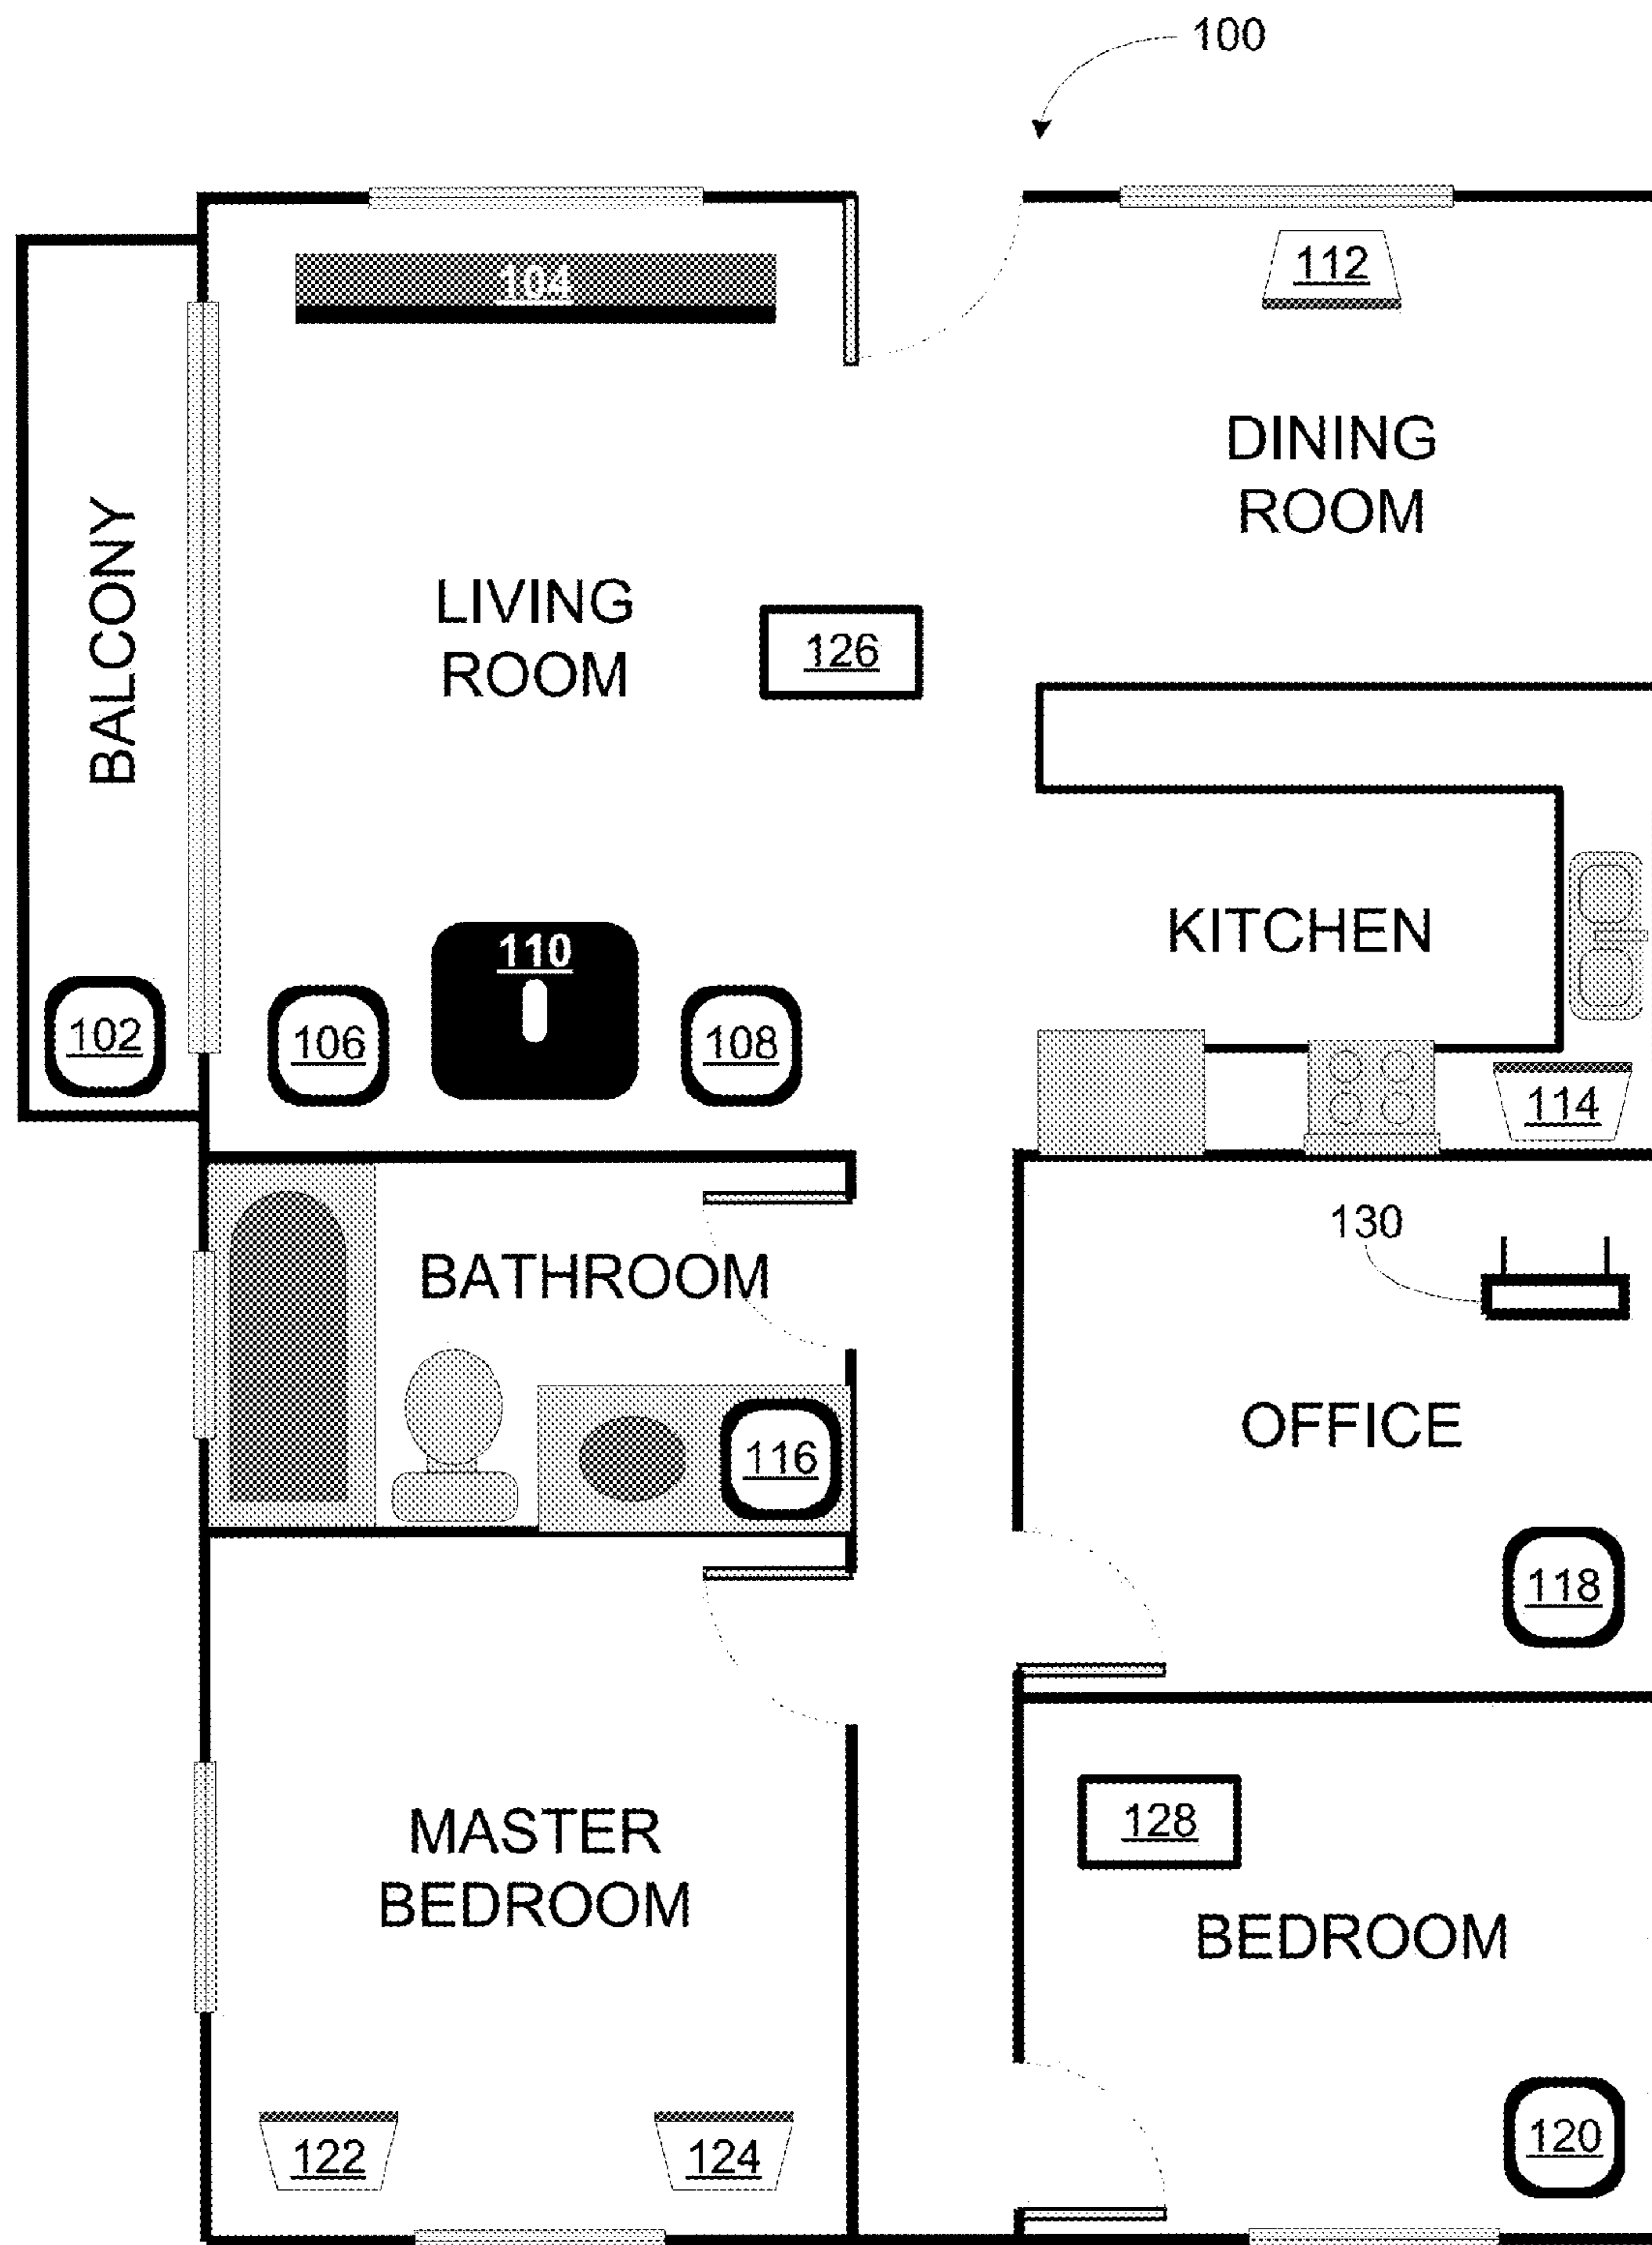 100
104
112
DINING
ROOM
BALCONY
LIVING
ROOM
126
KITCHEN
110
102
106
108
114
130
BATHROOM
OFFICE
116
118
MASTER
BEDROOM
128
BEDROOM
122
124
120